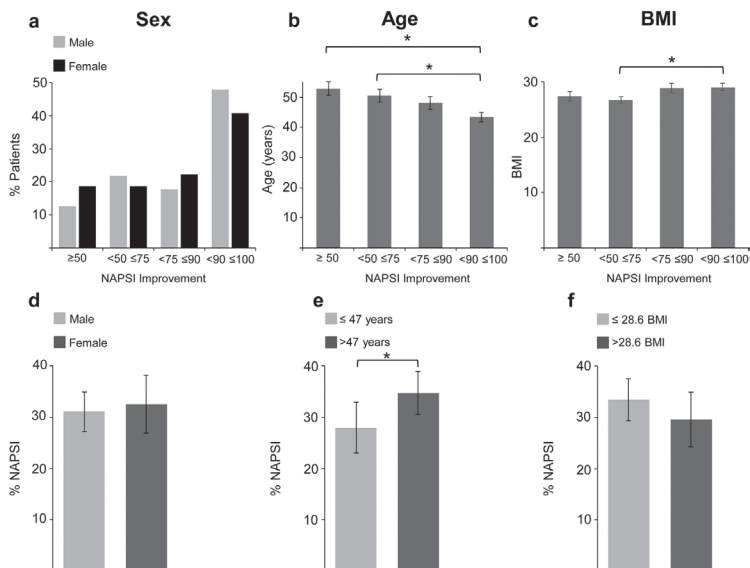 a
Sex
Male
Female
% Patients
50
40
30
20
10
≥50
<50 ≤75
<75 ≤90
<90 ≤100
NAPSI Improvement
b
Age
*
*
Age (years)
50
40
30
20
10
0
≥ 50
<50 ≤75
<75 ≤90
<90 ≤100
NAPSI Improvement
c
BMI
*
BMI
30
20
10
0
≥ 50
<50 ≤75
<75 ≤90
<90 ≤100
NAPSI Improvement
d
Male
Female
% NAPSI
40
30
20
10
e
≤ 47 years
>47 years
*
% NAPSI
40
30
20
10
f
≤ 28.6 BMI
>28.6 BMI
% NAPSI
40
30
20
10